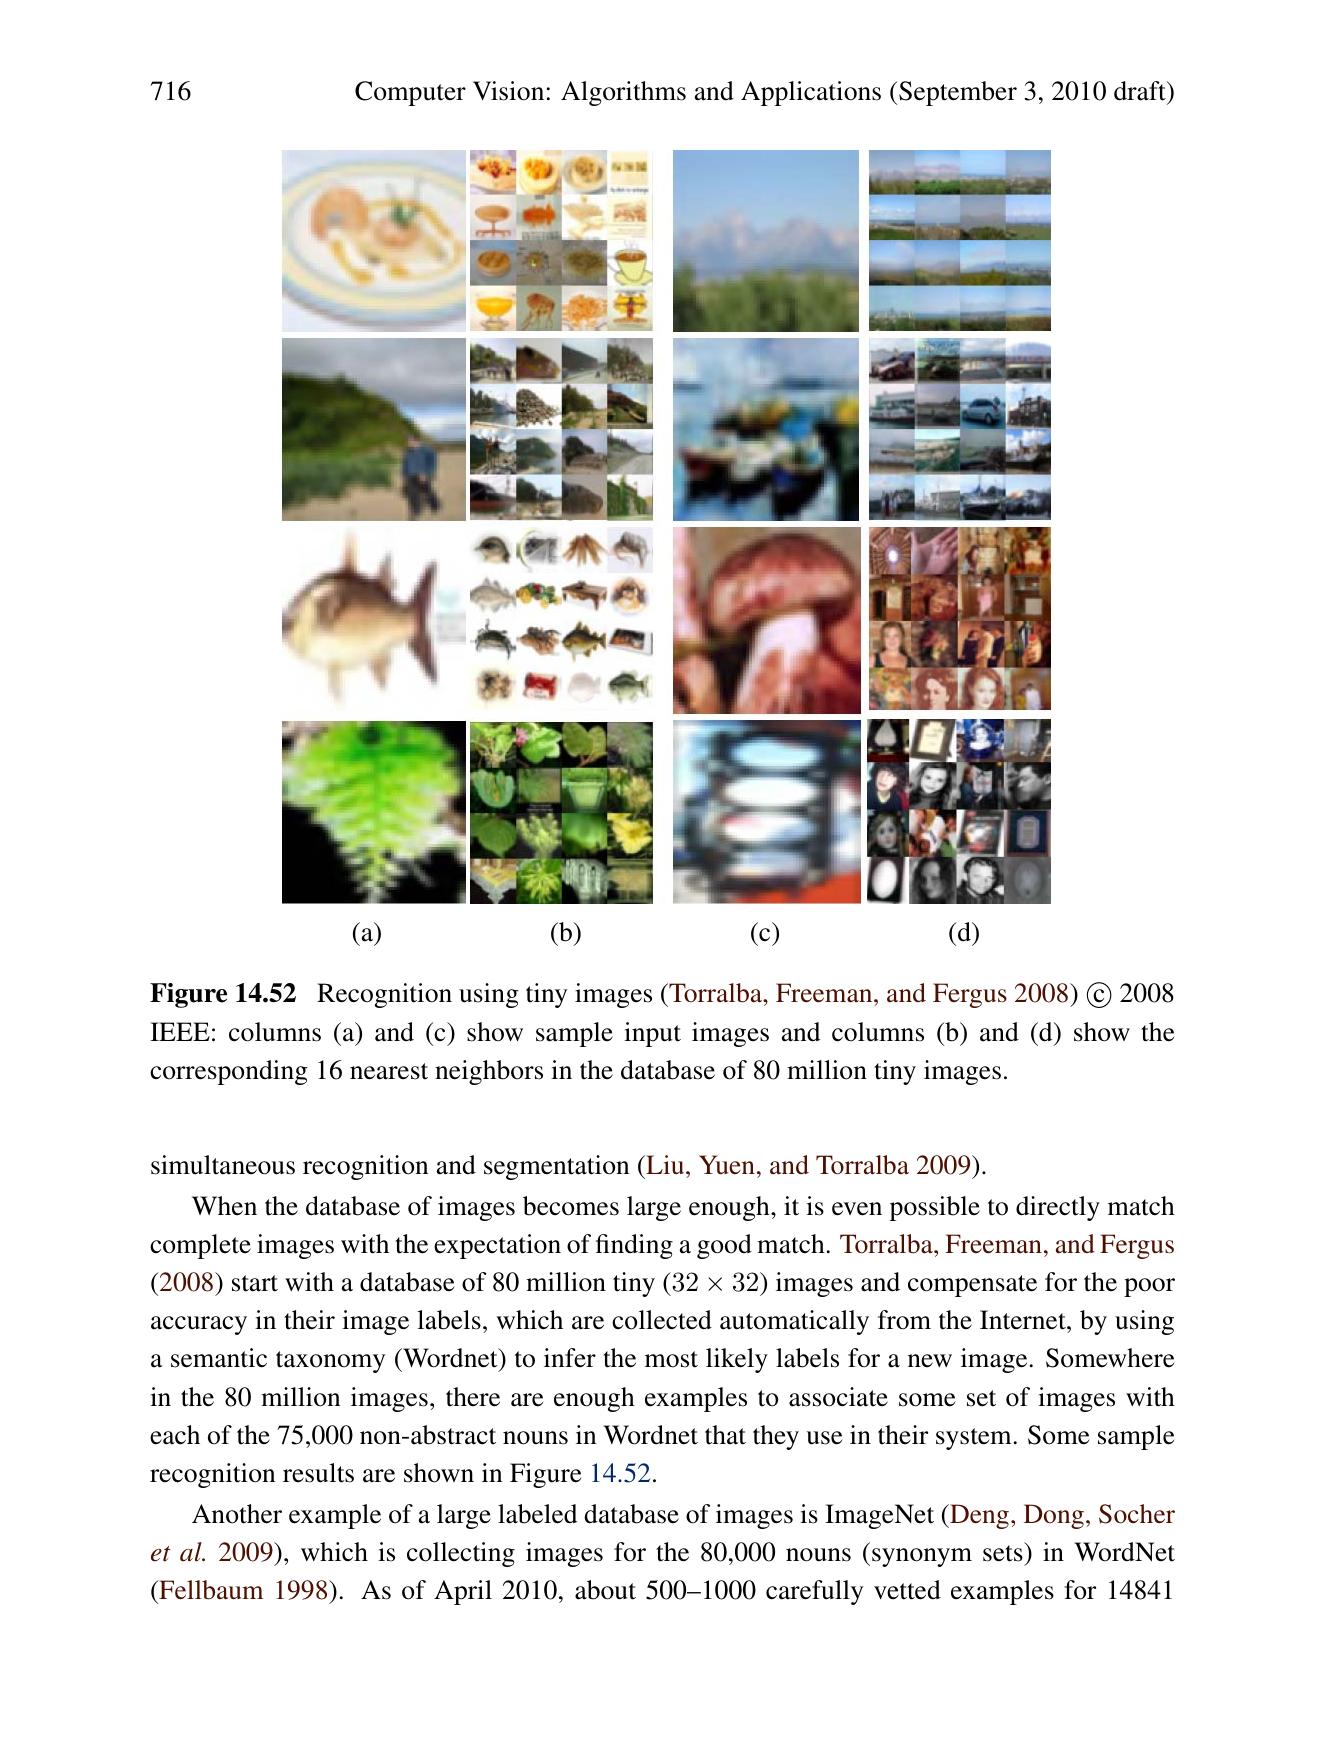 716 Computer Vision: Algorithms and Applications (September 3, 2010 draft)
(a) (b) (c) (d)
Figure 14.52 Recognition using tiny images (Torralba, Freeman, and Fergus 2008) © 2008
IEEE: columns (a) and (c) show sample input images and columns (b) and (d) show the
corresponding 16 nearest neighbors in the database of 80 million tiny images.
simultaneous recognition and segmentation (Liu, Yuen, and Torralba 2009).
When the database of images becomes large enough, it is even possible to directly match
complete images with the expectation of finding a good match. Torralba, Freeman, and Fergus
(2008) start with a database of 80 million tiny (32 × 32) images and compensate for the poor
accuracy in their image labels, which are collected automatically from the Internet, by using
a semantic taxonomy (Wordnet) to infer the most likely labels for a new image. Somewhere
in the 80 million images, there are enough examples to associate some set of images with
each of the 75,000 non-abstract nouns in Wordnet that they use in their system. Some sample
recognition results are shown in Figure 14.52.
Another example of a large labeled database of images is ImageNet (Deng, Dong, Socher
et al. 2009), which is collecting images for the 80,000 nouns (synonym sets) in WordNet
(Fellbaum 1998). As of April 2010, about 500–1000 carefully vetted examples for 14841